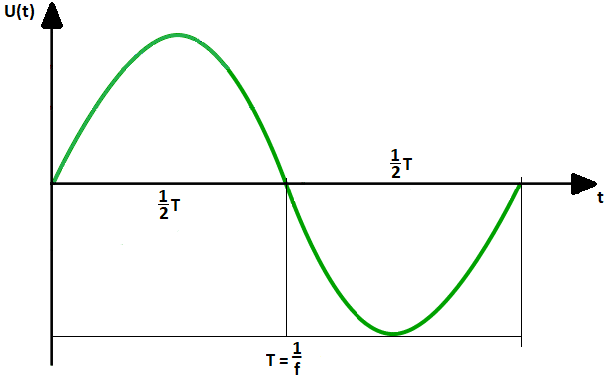 U(t)
1/2 T
1/2 T
t
T = 1/f